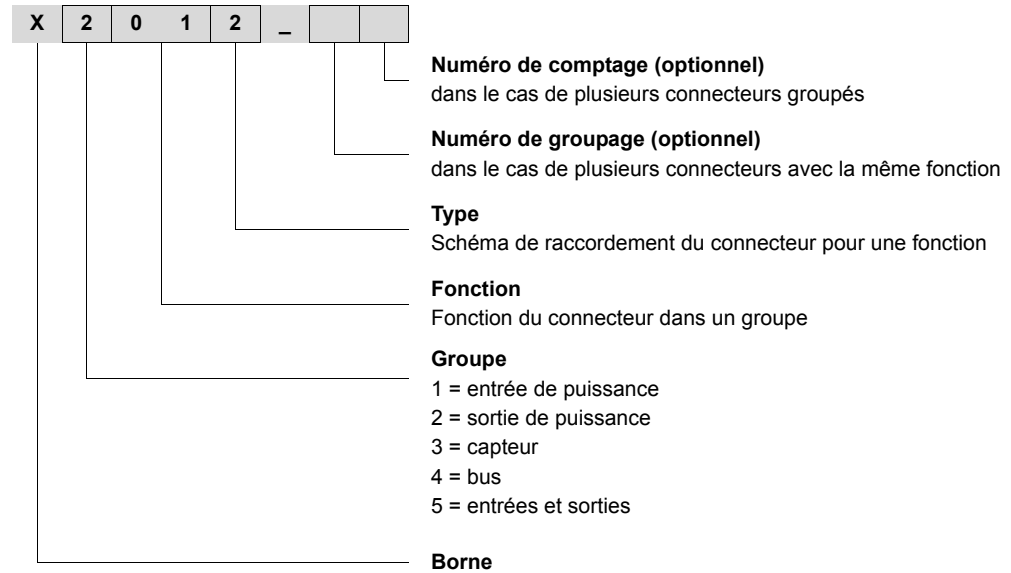 X 2 0 1 2 _
Numéro de comptage (optionnel)
dans le cas de plusieurs connecteurs groupés
Numéro de groupage (optionnel)
dans le cas de plusieurs connecteurs avec la même fonction
Type
Schéma de raccordement du connecteur pour une fonction
Fonction
Fonction du connecteur dans un groupe
Groupe
1 = entrée de puissance
2 = sortie de puissance
3 = capteur
4 = bus
5 = entrées et sorties
Borne